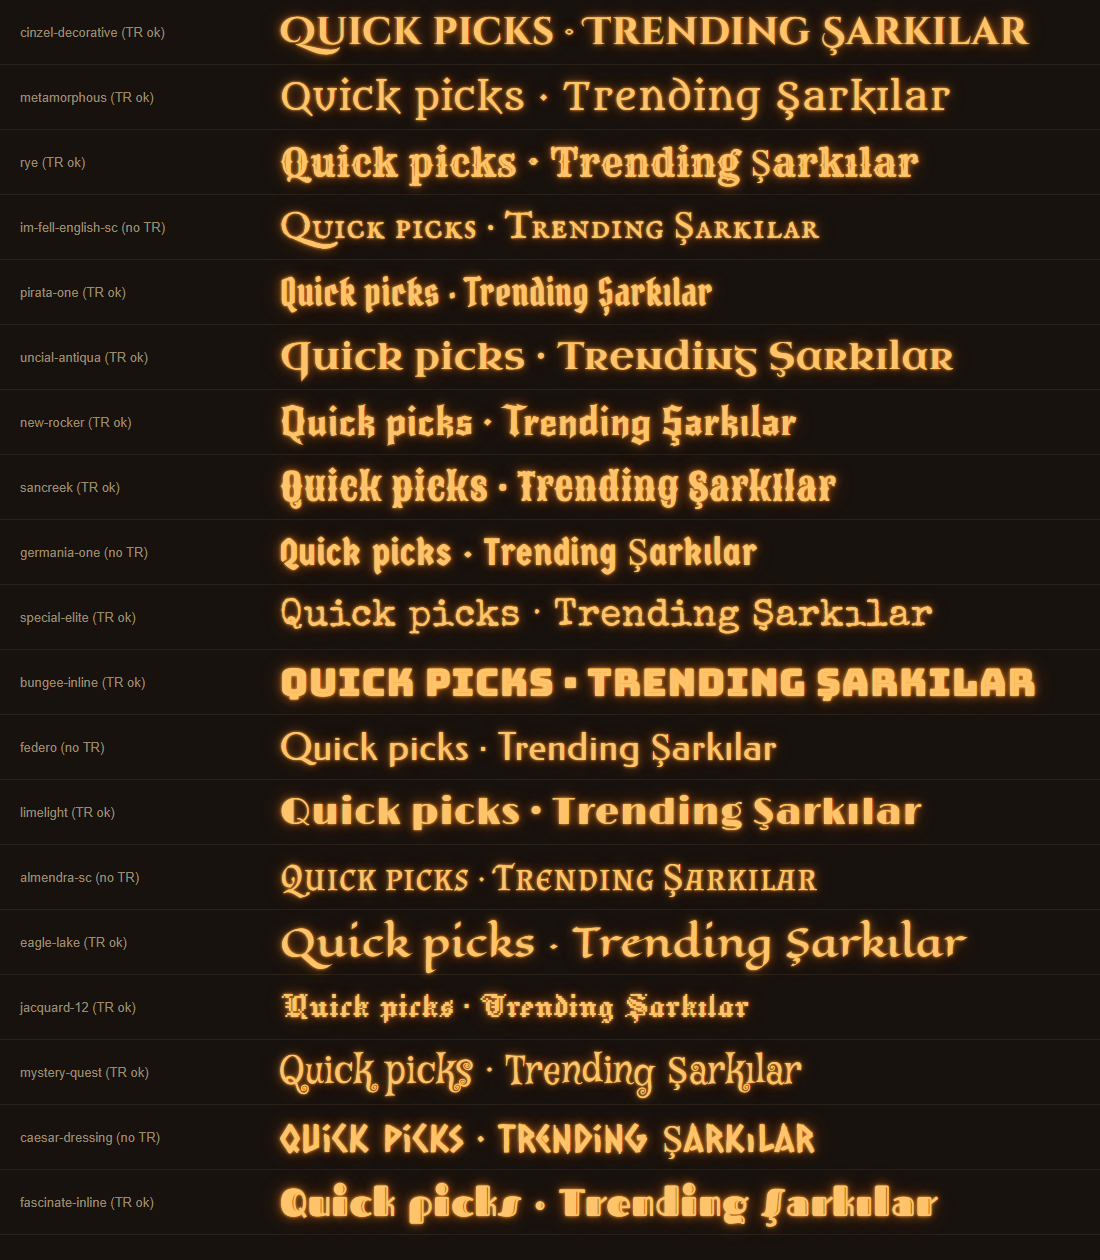 cinzel-decorative (TR ok) QUICK PICKS · TRENDING ŞARKILAR
metamorphous (TR ok) Quick picks · Trending Şarkılar
rye (TR ok) Quick picks · Trending Şarkılar
im-fell-english-sc (no TR) Quick picks · Trending Şarkılar
pirata-one (TR ok) Quick picks · Trending Şarkılar
uncial-antiqua (TR ok) Quick picks · Trending Şarkılar
new-rocker (TR ok) Quick picks · Trending Şarkılar
sancreek (TR ok) Quick picks · Trending Şarkılar
germania-one (no TR) Quick picks · Trending Şarkılar
special-elite (TR ok) Quick picks · Trending Şarkılar
bungee-inline (TR ok) QUICK PICKS · TRENDING ŞARKILAR
federo (no TR) Quick picks · Trending Şarkılar
limelight (TR ok) Quick picks · Trending Şarkılar
almendra-sc (no TR) Quick picks · Trending Şarkılar
eagle-lake (TR ok) Quick picks · Trending Şarkılar
jacquard-12 (TR ok) Quick picks · Trending Şarkılar
mystery-quest (TR ok) Quick picks · Trending Şarkılar
caesar-dressing (no TR) QUiCK PiCKS · TRENDiNG ŞARKıLAR
fascinate-inline (TR ok) Quick picks · Trending Şarkılar